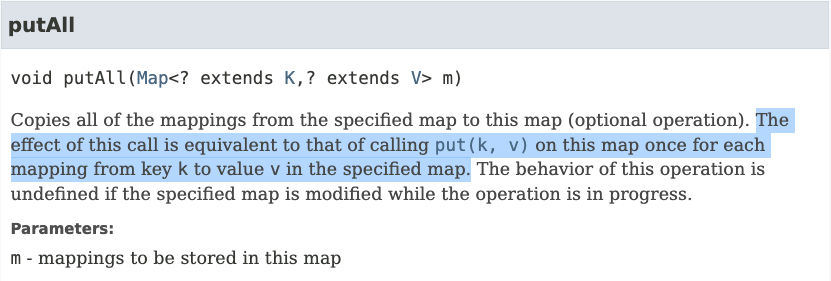 putAll
void putAll(Map<? extends K,? extends V> m)
Copies all of the mappings from the specified map to this map (optional operation). The
effect of this call is equivalent to that of calling put(k, v) on this map once for each
mapping from key k to value v in the specified map. The behavior of this operation is
undefined if the specified map is modified while the operation is in progress.
Parameters:
m - mappings to be stored in this map